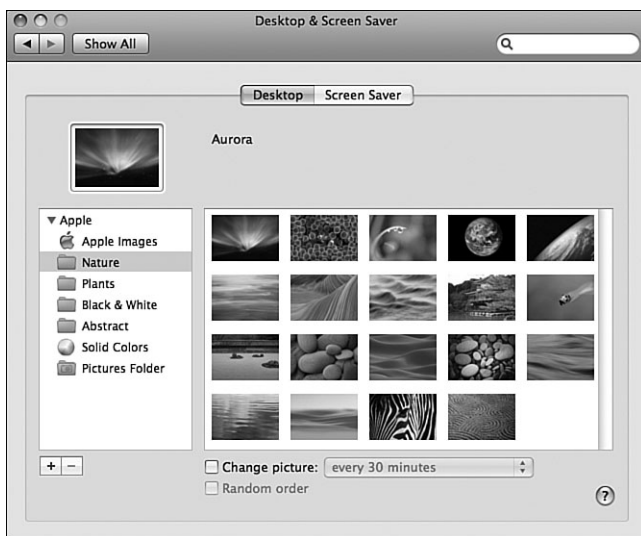 Desktop & Screen Saver
Show All
Desktop Screen Saver
Aurora
Apple
Apple Images
Nature
Plants
Black & White
Abstract
Solid Colors
Pictures Folder
+ −
Change picture: every 30 minutes
Random order
?